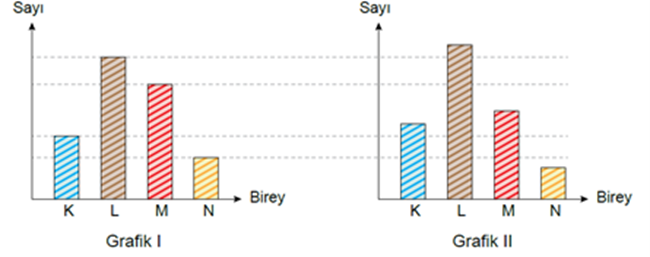 Sayı
K L M N
Birey
Grafik I
Sayı
K L M N
Birey
Grafik II